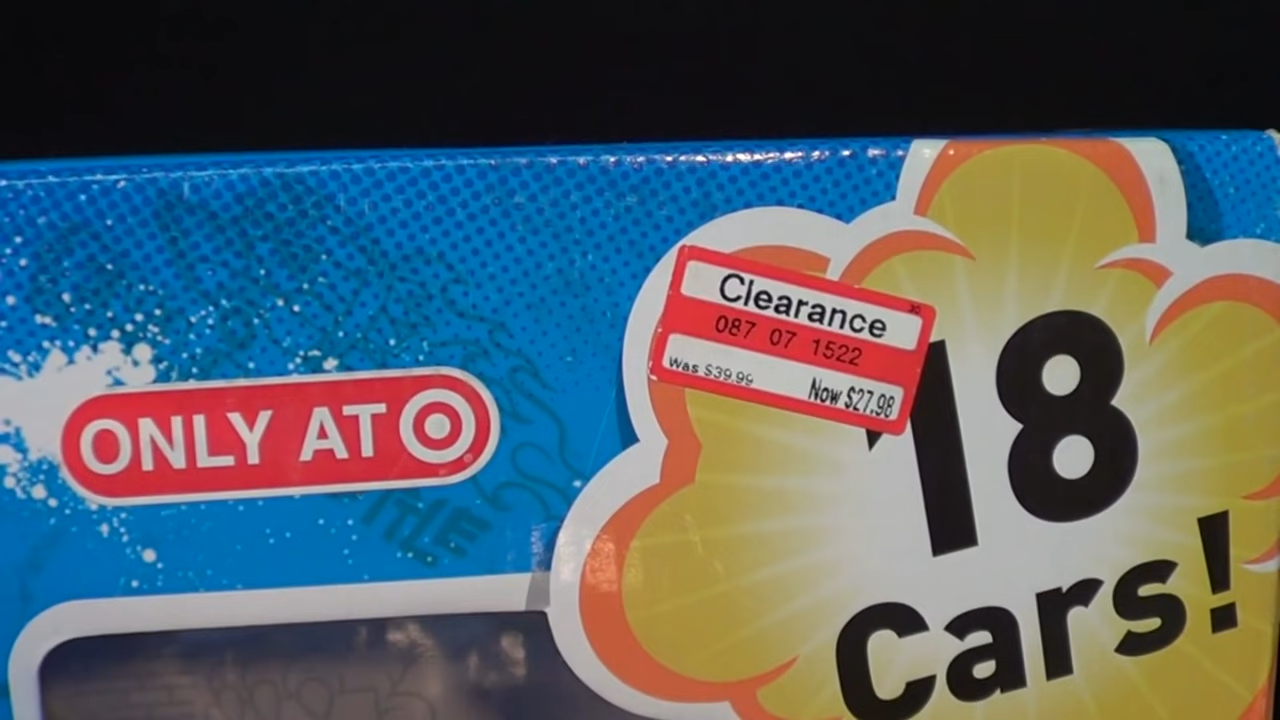 Clearance
087 07 1522
Was $39.99
Now $27.98
ONLY AT
18
Cars!